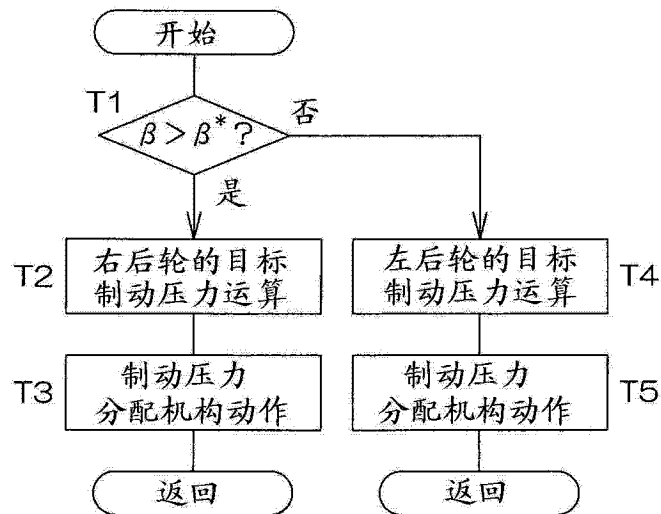 开始
T1
β＞β*？
否
是
T2
右后轮的目标
制动压力运算
左后轮的目标
制动压力运算
T4
T3
制动压力
分配机构动作
制动压力
分配机构动作
T5
返回
返回